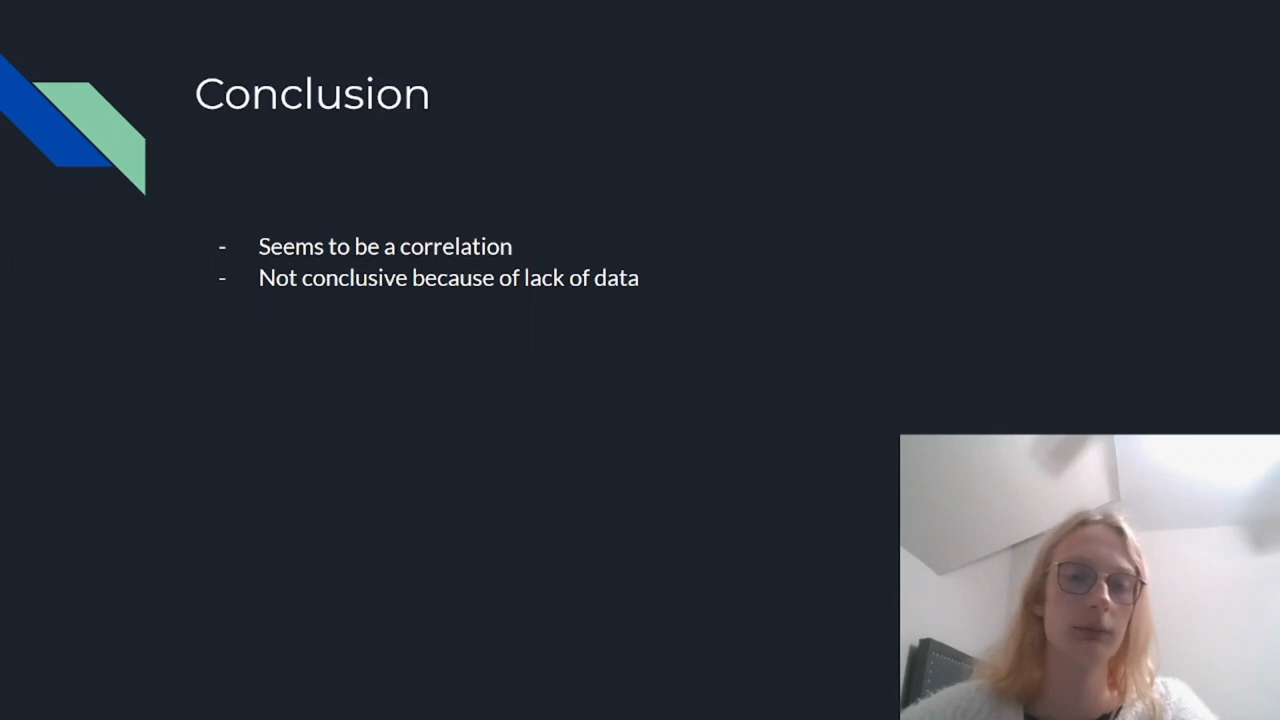 Conclusion
- Seems to be a correlation
- Not conclusive because of lack of data